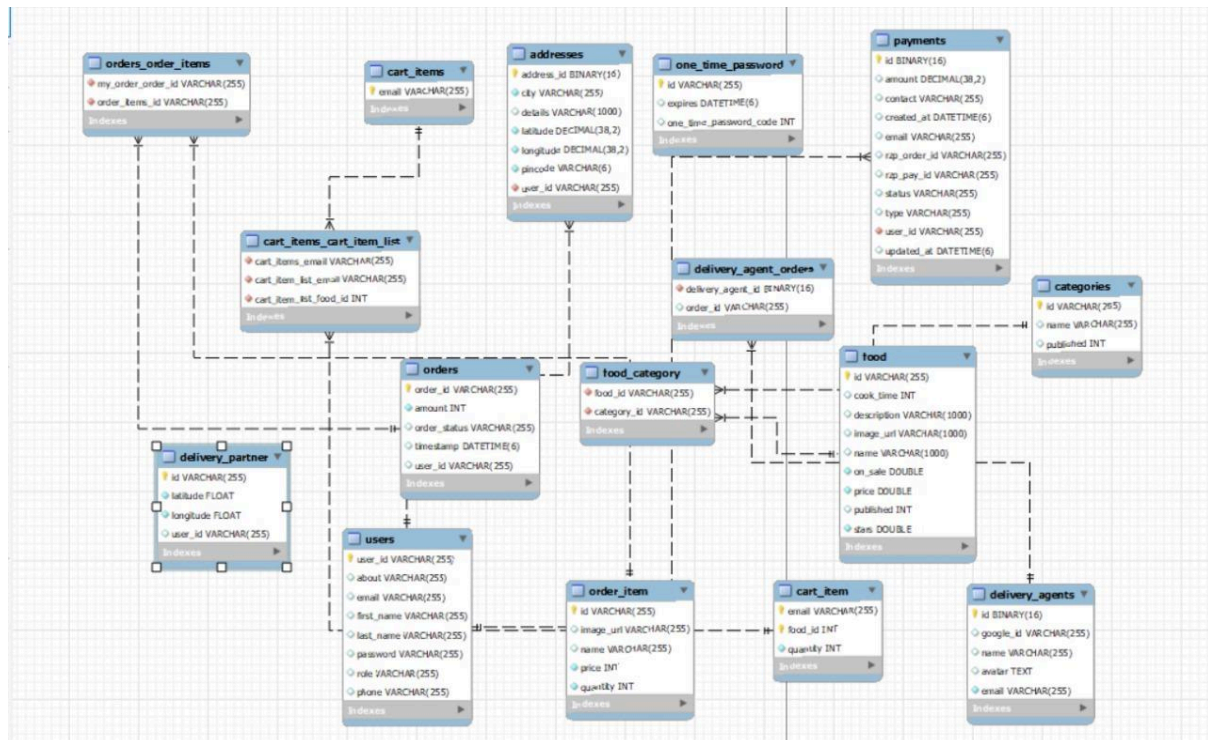 orders_order_items
my_order_order_id VARCHAR(255)
order_items_id VARCHAR(255)
Indexes
cart_items
email VARCHAR(255)
Indexes
addresses
address_id BINARY(16)
city VARCHAR(255)
details VARCHAR(1000)
latitude DECIMAL(38,2)
longitude DECIMAL(38,2)
pincode VARCHAR(6)
user_id VARCHAR(255)
Indexes
one_time_password
id VARCHAR(255)
expires DATETIME(6)
one_time_password_code INT
Indexes
payments
id BINARY(16)
amount DECIMAL(38,2)
contact VARCHAR(255)
created_at DATETIME(6)
email VARCHAR(255)
rzp_order_id VARCHAR(255)
rzp_pay_id VARCHAR(255)
status VARCHAR(255)
type VARCHAR(255)
user_id VARCHAR(255)
updated_at DATETIME(6)
Indexes
cart_items_cart_item_list
cart_items_email VARCHAR(255)
cart_item_list_email VARCHAR(255)
cart_item_list_food_id INT
Indexes
delivery_agent_orders
delivery_agent_id BINARY(16)
order_id VARCHAR(255)
Indexes
categories
id VARCHAR(265)
name VARCHAR(255)
published INT
Indexes
orders
order_id VARCHAR(255)
amount INT
order_status VARCHAR(255)
timestamp DATETIME(6)
user_id VARCHAR(255)
Indexes
food_category
food_id VARCHAR(255)
category_id VARCHAR(255)
Indexes
food
id VARCHAR(255)
cook_time INT
description VARCHAR(1000)
image_url VARCHAR(1000)
name VARCHAR(1000)
on_sale DOUBLE
price DOUBLE
published INT
stars DOUBLE
Indexes
delivery_partner
id VARCHAR(255)
latitude FLOAT
longitude FLOAT
user_id VARCHAR(255)
Indexes
users
user_id VARCHAR(255)
about VARCHAR(255)
email VARCHAR(255)
first_name VARCHAR(255)
last_name VARCHAR(255)
password VARCHAR(255)
role VARCHAR(255)
phone VARCHAR(255)
Indexes
order_item
id VARCHAR(255)
image_url VARCHAR(255)
name VARCHAR(255)
price INT
quantity INT
Indexes
cart_item
email VARCHAR(255)
food_id INT
quantity INT
Indexes
delivery_agents
id BINARY(16)
google_id VARCHAR(255)
name VARCHAR(255)
avatar TEXT
email VARCHAR(255)
Indexes